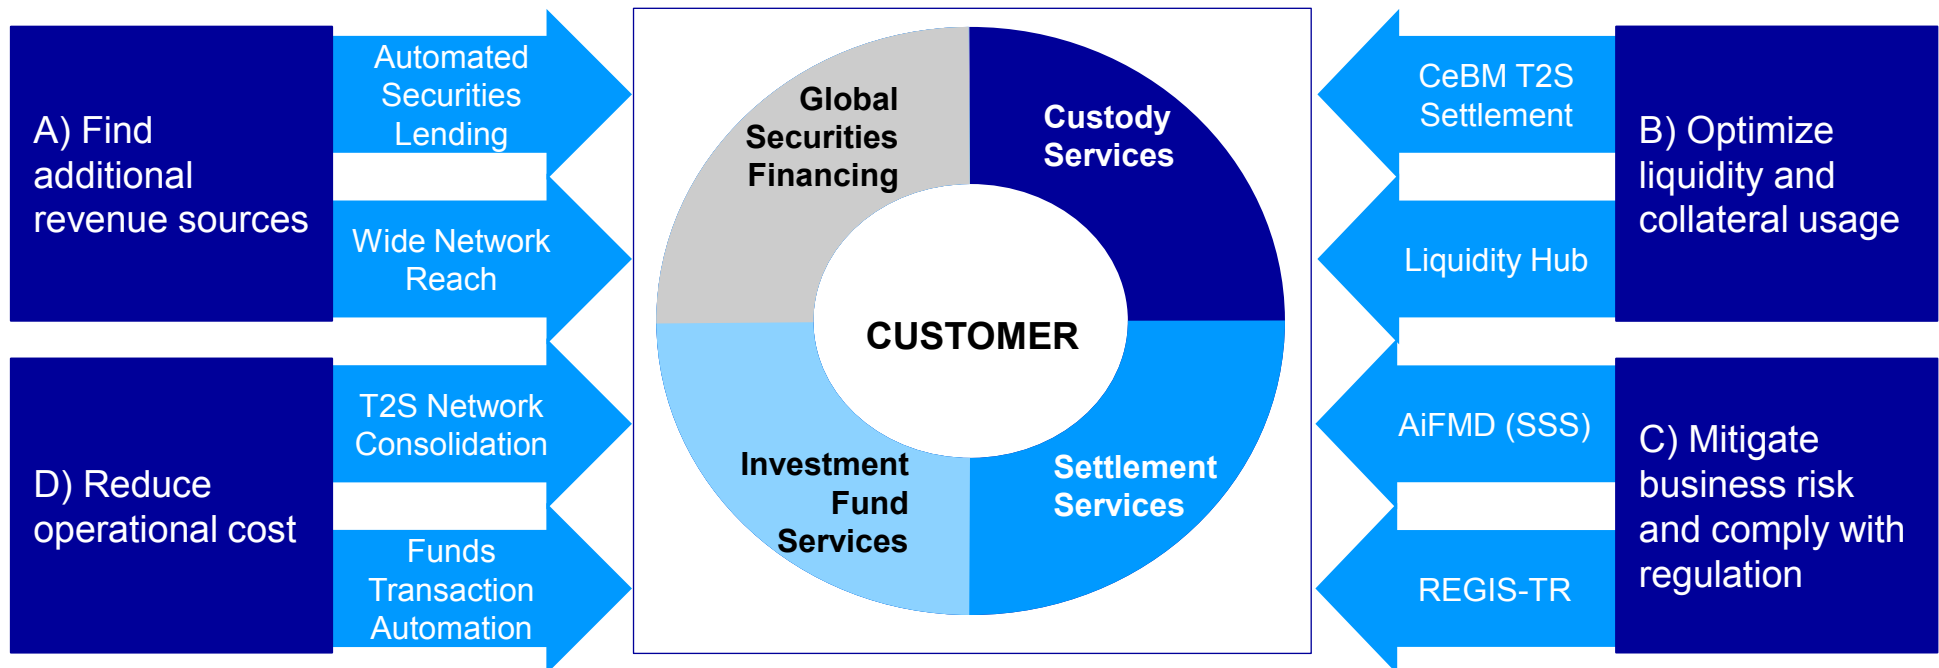 A) Find
additional
revenue sources
Automated
Securities
Lending
Wide Network
Reach
D) Reduce
operational cost
T2S Network
Consolidation
Funds
Transaction
Automation
Global
Securities
Financing
Custody
Services
CUSTOMER
Investment
Fund
Services
Settlement
Services
CeBM T2S
Settlement
Liquidity Hub
B) Optimize
liquidity and
collateral usage
AiFMD (SSS)
REGIS-TR
C) Mitigate
business risk
and comply with
regulation